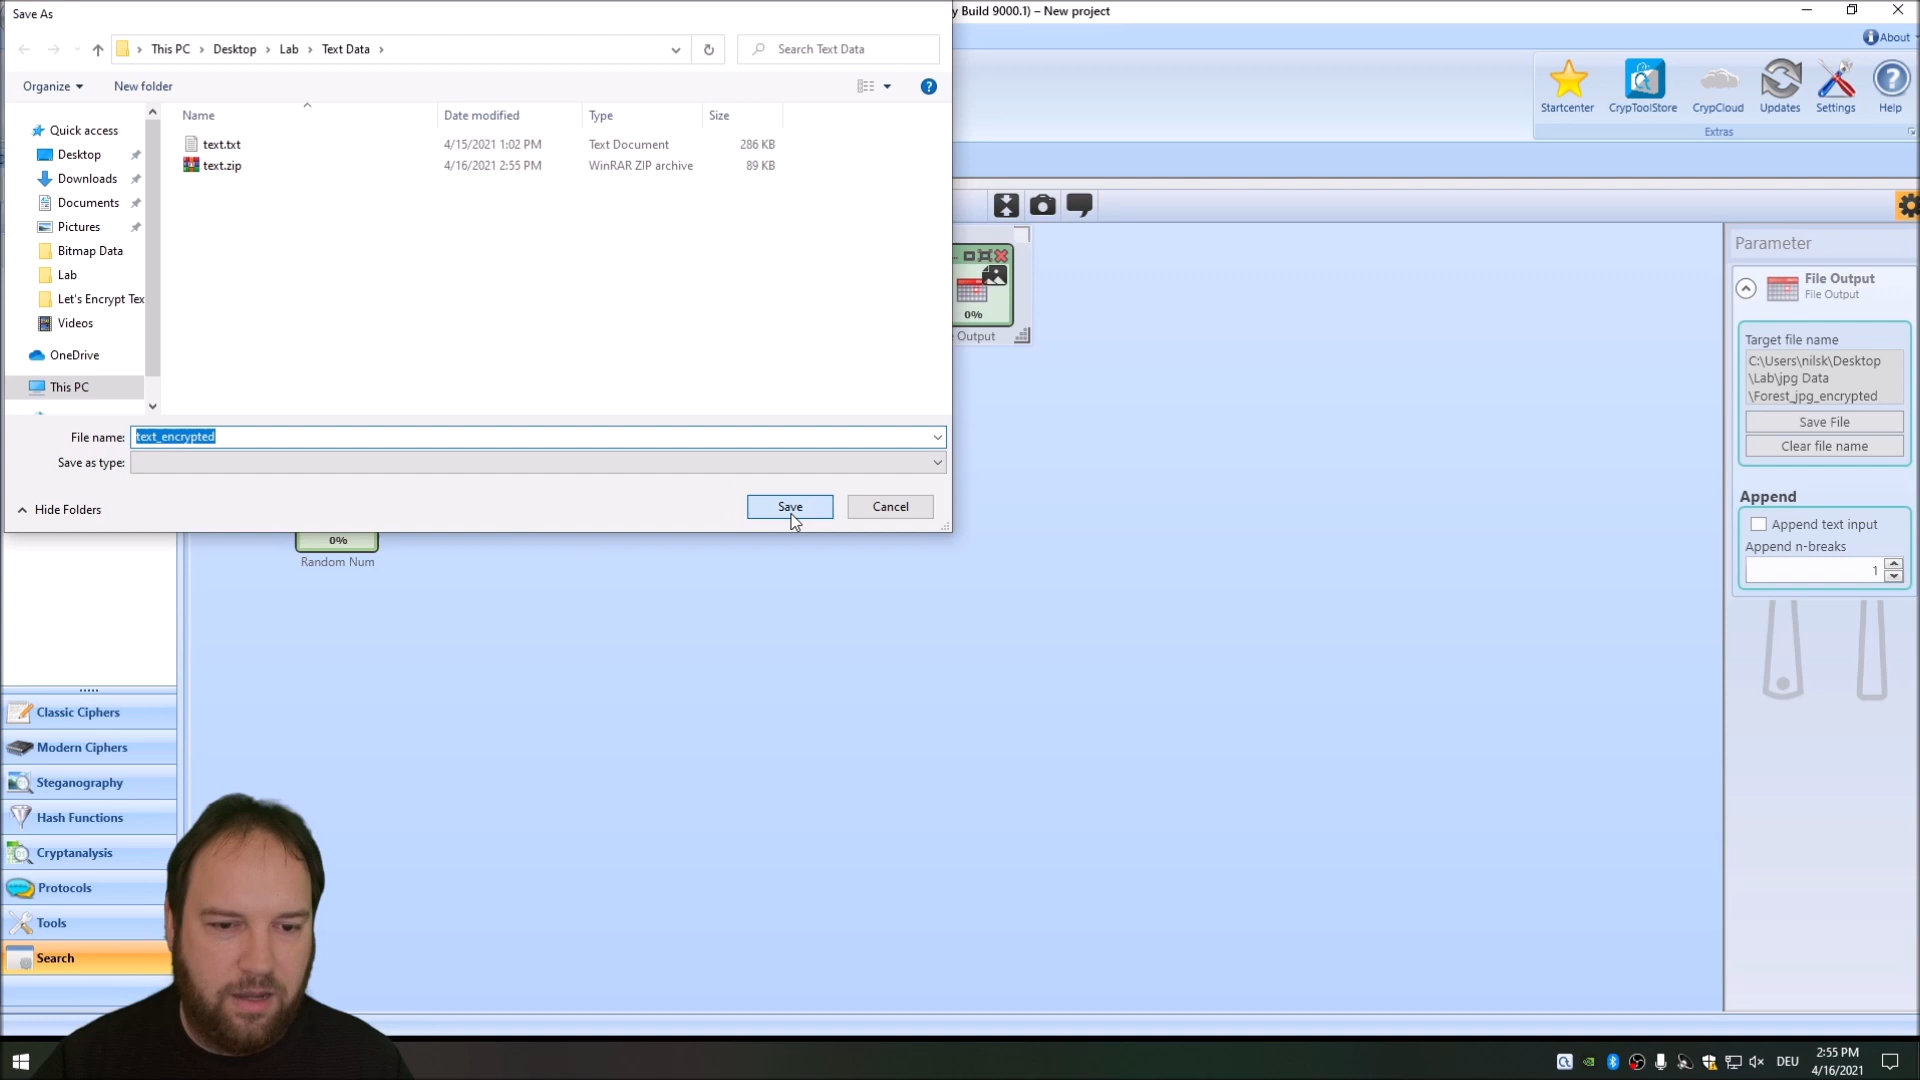 Save As
y Build 9000.1) – New project
About
This PC
Desktop
Lab
Text Data
Search Text Data
Organize
New folder
Startcenter
CrypToolStore
CrypCloud
Updates
Settings
Help
Extras
Name
Date modified
Type
Size
text.txt
4/15/2021 1:02 PM
Text Document
286 KB
text.zip
4/16/2021 2:55 PM
WinRAR ZIP archive
89 KB
Quick access
Desktop
Downloads
Documents
Pictures
Bitmap Data
Lab
Let's Encrypt Tex
Videos
OneDrive
This PC
File name:
text_encrypted
Save as type:
Hide Folders
Save
Cancel
0%
Output
0%
Random Num
Parameter
File Output
File Output
Target file name
C:\Users\nilsk\Desktop
\Lab\jpg Data
\Forest_jpg_encrypted
Save File
Clear file name
Append
Append text input
Append n-breaks
1
Classic Ciphers
Modern Ciphers
Steganography
Hash Functions
Cryptanalysis
Protocols
Tools
Search
DEU
2:55 PM
4/16/2021